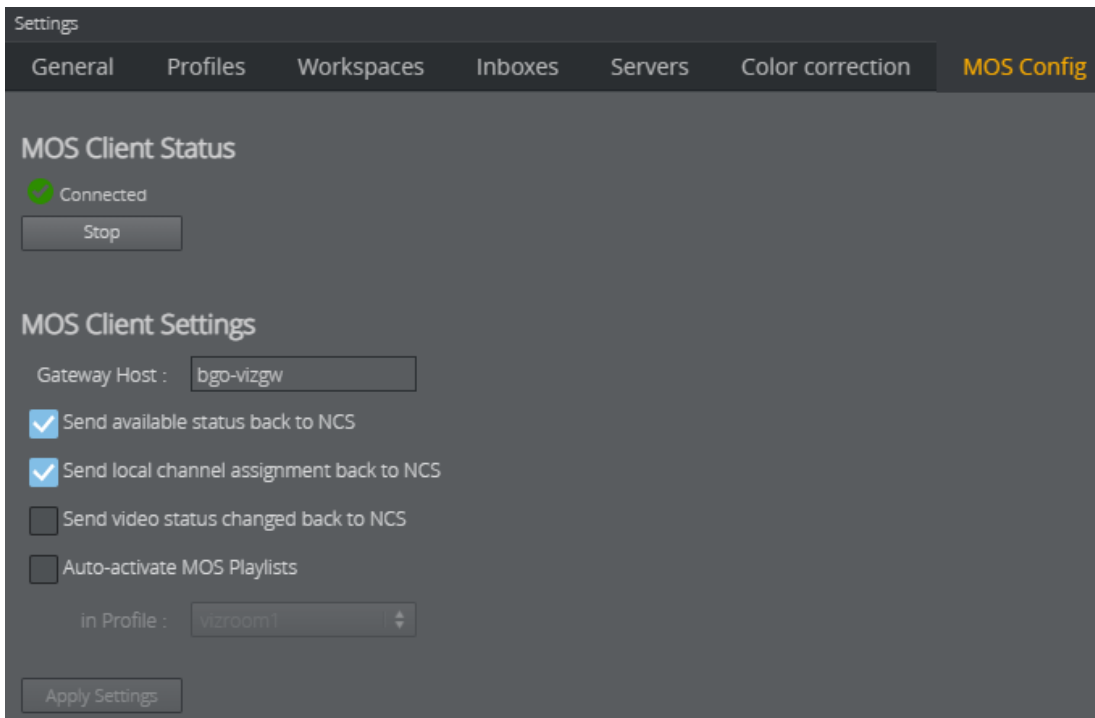 Settings
General Profiles Workspaces Inboxes Servers Color correction MOS Config
MOS Client Status
Connected
Stop
MOS Client Settings
Gateway Host : bgo-vizgw
Send available status back to NCS
Send local channel assignment back to NCS
Send video status changed back to NCS
Auto-activate MOS Playlists
in Profile : vizroom1
Apply Settings